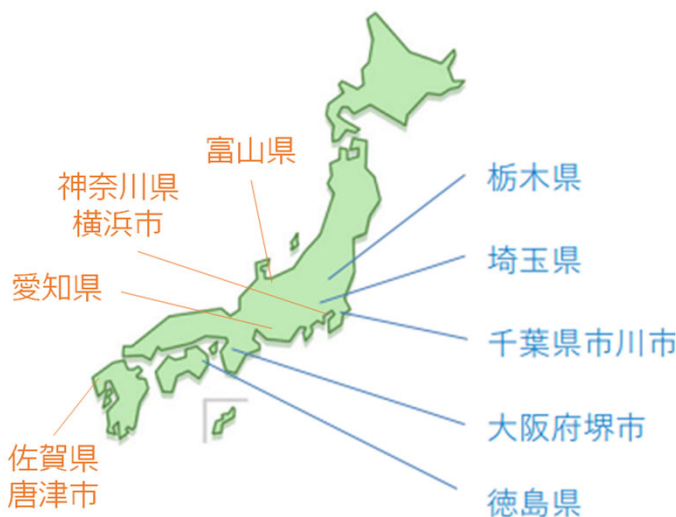 富山県
神奈川県
横浜市
愛知県
佐賀県
唐津市
栃木県
埼玉県
千葉県市川市
大阪府堺市
徳島県